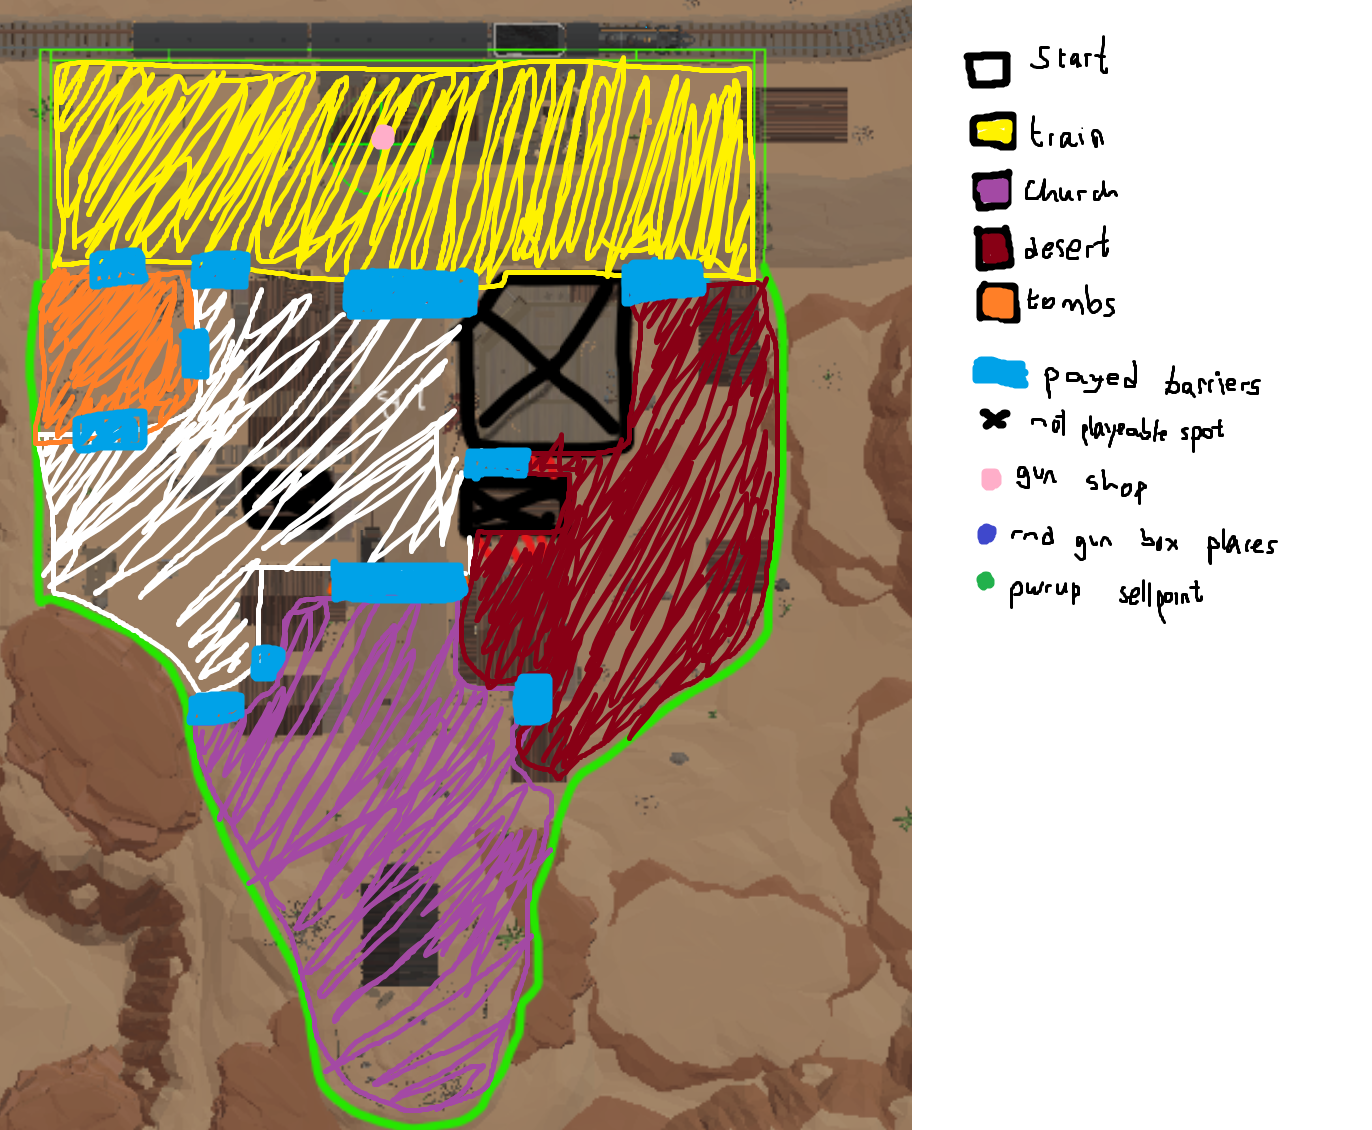 Start
train
Church
desert
tombs
payed barriers
not playeable spot
gun shop
rnd gun box places
pwrup sellpoint